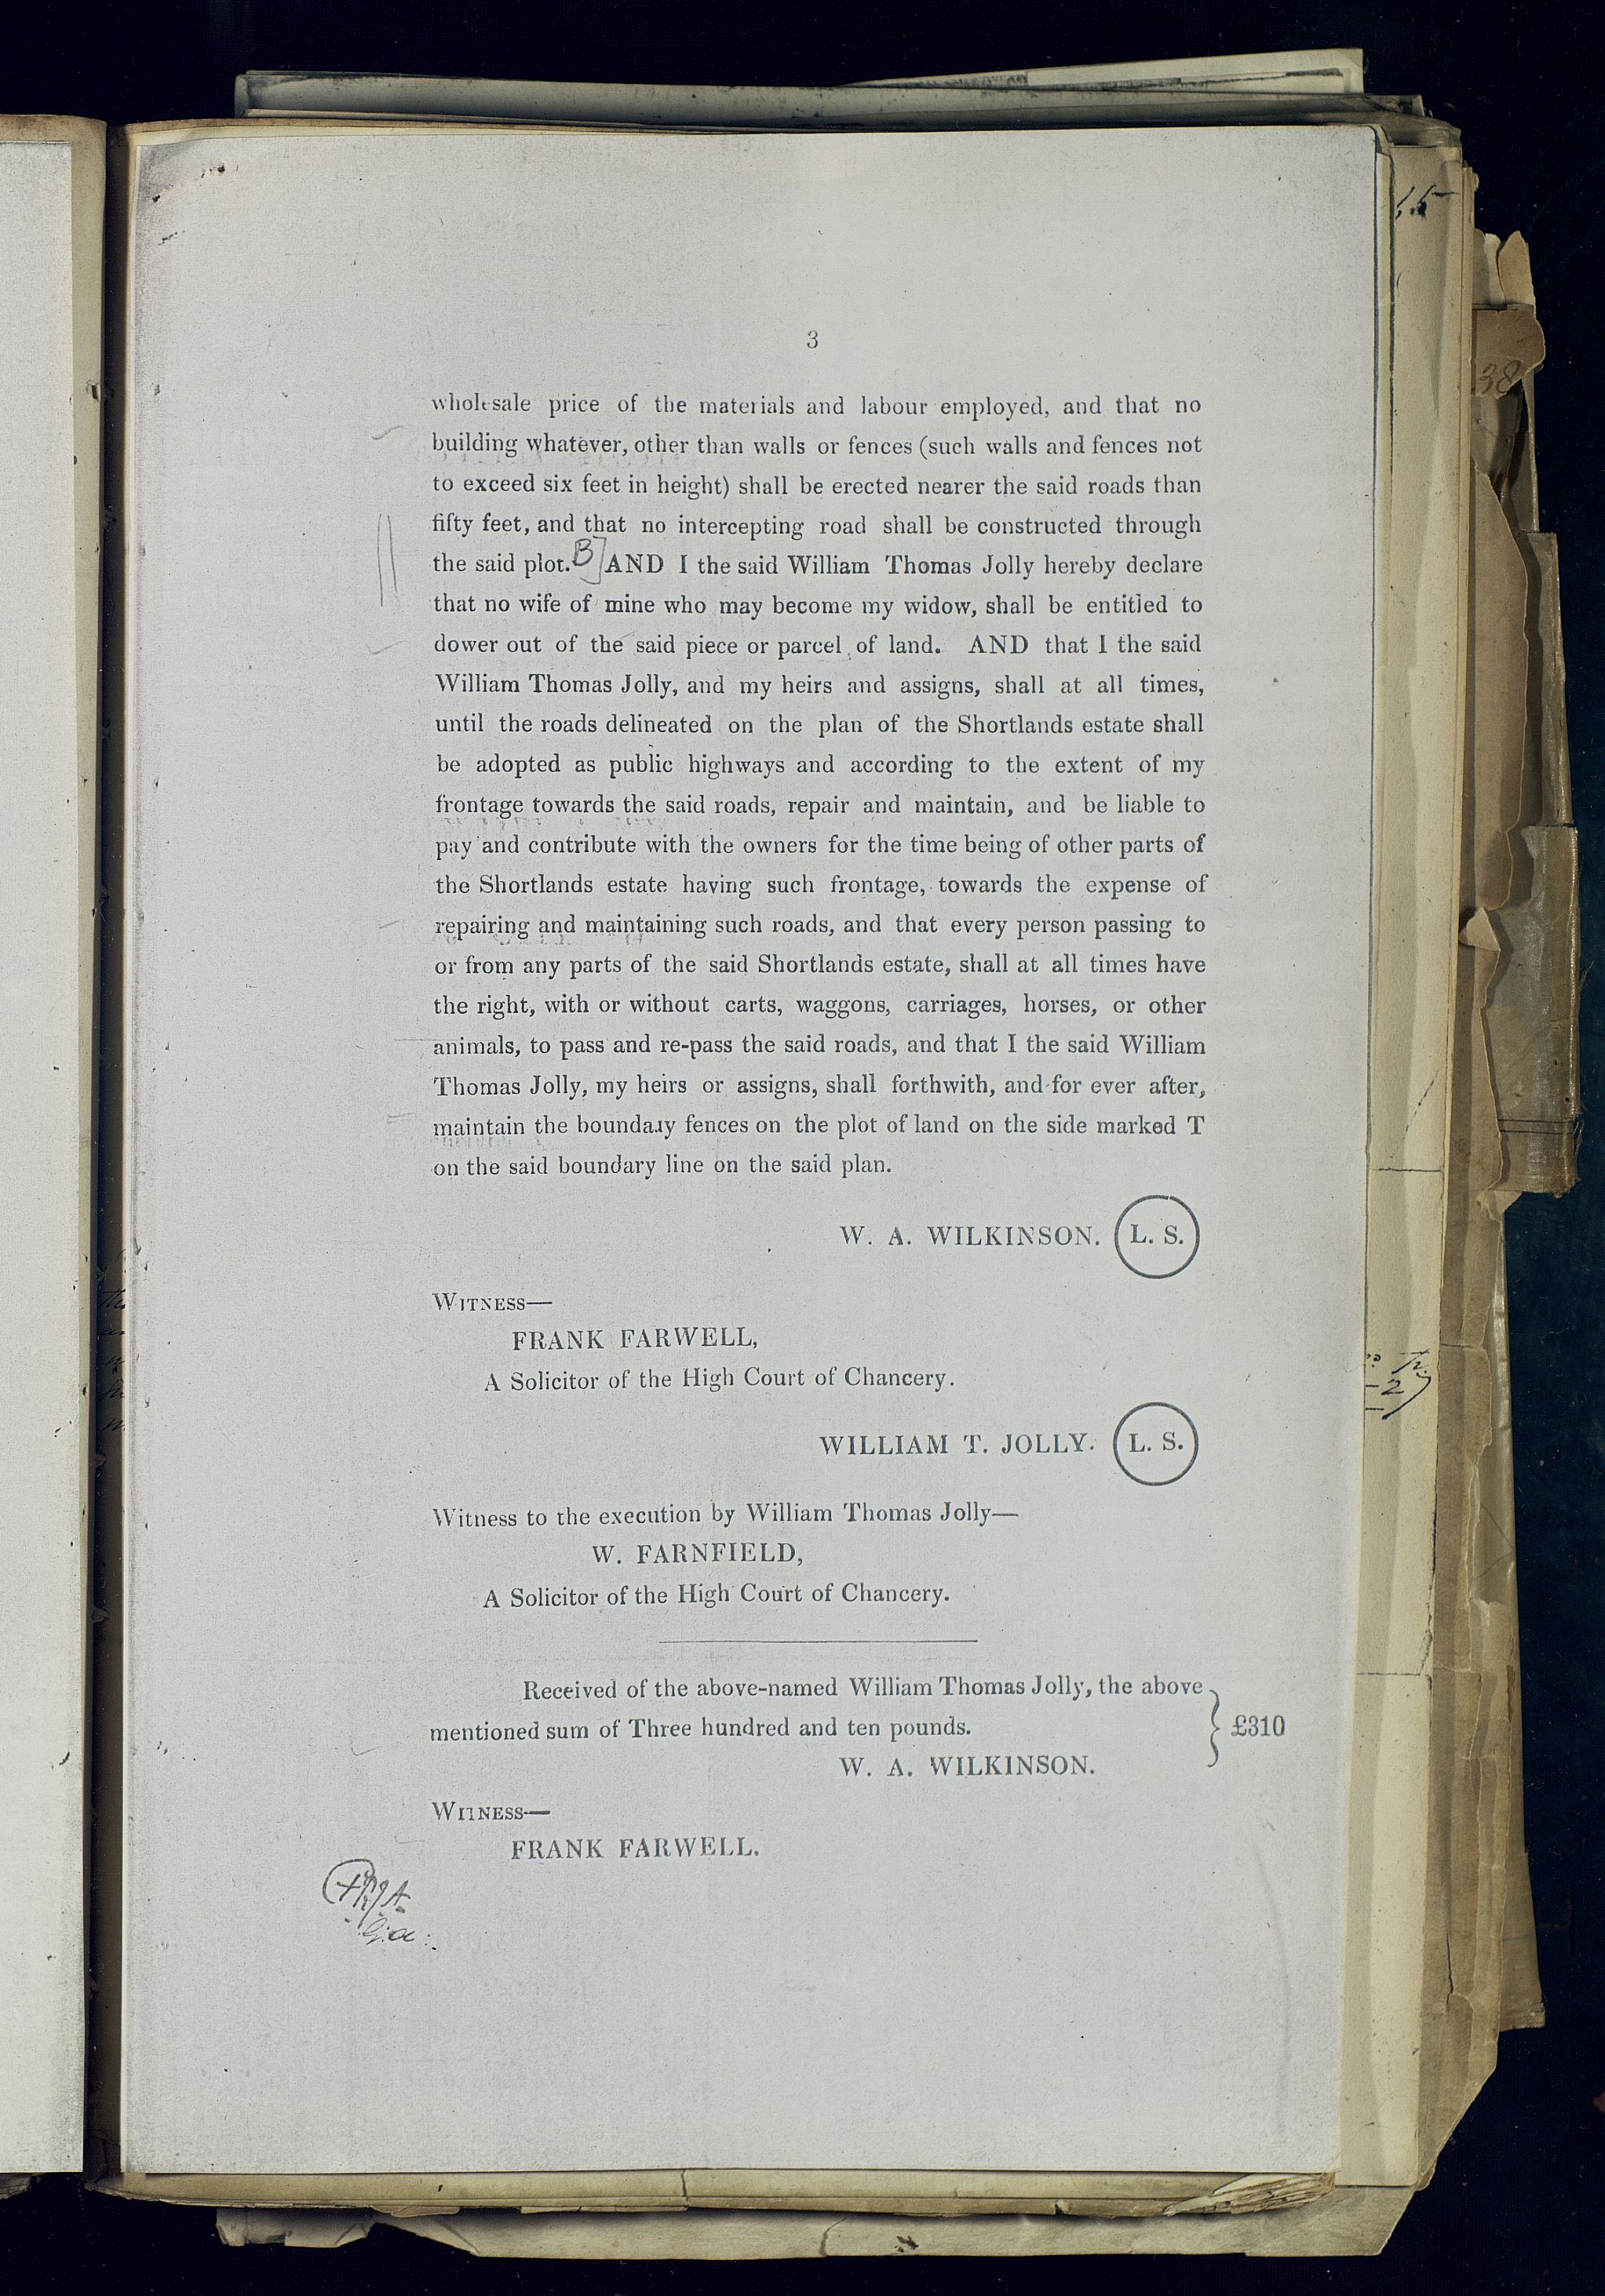 3
wholesale price of the materials and labour employed, and that no
building whatever, other than walls or fences (such walls and fences not
to exceed six feet in height) shall be erected nearer the said roads than
fifty feet, and that no intercepting road shall be constructed through
the said plot. B] AND I the said William Thomas Jolly hereby declare
that no wife of mine who may become my widow, shall be entitled to
dower out of the said piece or parcel of land. AND that I the said
William Thomas Jolly, and my heirs and assigns, shall at all times,
until the roads delineated on the plan of the Shortlands estate shall
be adopted as public highways and according to the extent of my
frontage towards the said roads, repair and maintain, and be liable to
pay and contribute with the owners for the time being of other parts of
the Shortlands estate having such frontage, towards the expense of
repairing and maintaining such roads, and that every person passing to
or from any parts of the said Shortlands estate, shall at all times have
the right, with or without carts, waggons, carriages, horses, or other
animals, to pass and re-pass the said roads, and that I the said William
Thomas Jolly, my heirs or assigns, shall forthwith, and for ever after,
maintain the boundary fences on the plot of land on the side marked T
on the said boundary line on the said plan.
W. A. WILKINSON. L. S.
WITNESS—
FRANK FARWELL,
A Solicitor of the High Court of Chancery.
WILLIAM T. JOLLY. L. S.
Witness to the execution by William Thomas Jolly—
W. FARNFIELD,
A Solicitor of the High Court of Chancery.
Received of the above-named William Thomas Jolly, the above
mentioned sum of Three hundred and ten pounds. £310
W. A. WILKINSON.
WITNESS—
FRANK FARWELL.
38